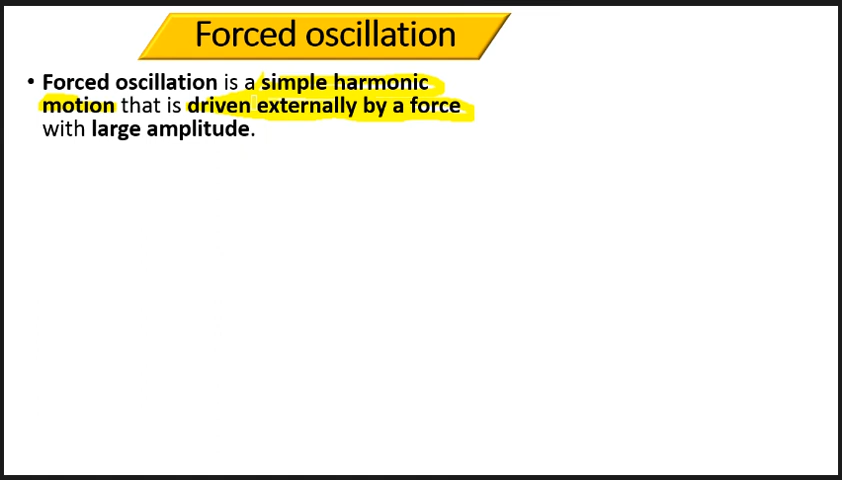 Forced oscillation
• Forced oscillation is a simple harmonic
motion that is driven externally by a force
with large amplitude.